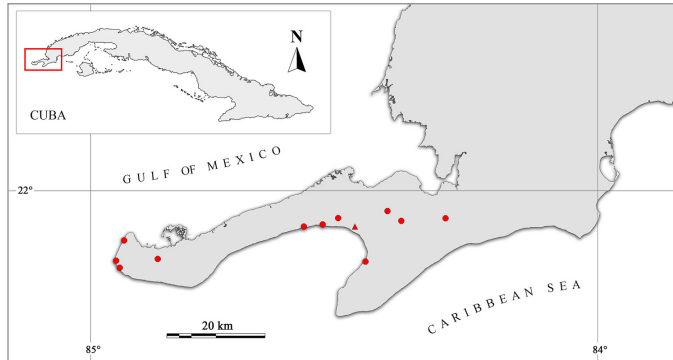 N
CUBA
GULF OF MEXICO
22°
CARIBBEAN SEA
20 km
85°
84°